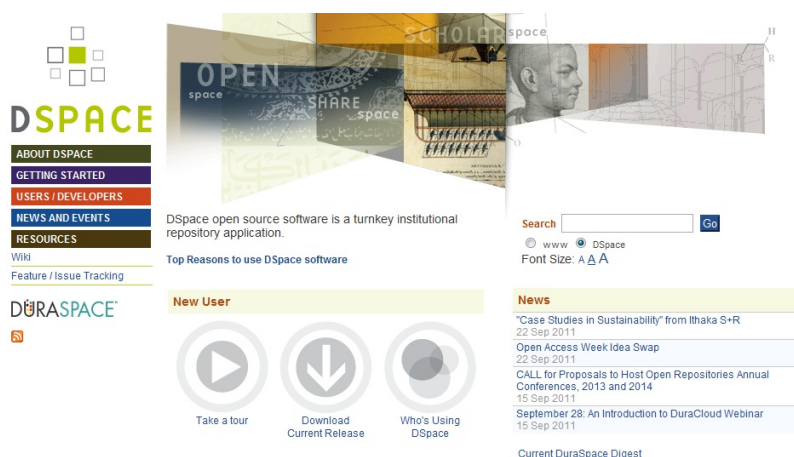 OPEN
space
SHARE
space
SCHOLAR
space
H
R R
O
DSPACE
ABOUT DSPACE
GETTING STARTED
USERS / DEVELOPERS
NEWS AND EVENTS
RESOURCES
Wiki
Feature / Issue Tracking
DURASPACE
DSpace open source software is a turnkey institutional
repository application.
Top Reasons to use DSpace software
Search Go
www DSpace
Font Size: A A A
New User
Take a tour
Download
Current Release
Who's Using
DSpace
News
"Case Studies in Sustainability" from Ithaka S+R
22 Sep 2011
Open Access Week Idea Swap
22 Sep 2011
CALL for Proposals to Host Open Repositories Annual
Conferences, 2013 and 2014
15 Sep 2011
September 28: An Introduction to DuraCloud Webinar
15 Sep 2011
Current DuraSpace Digest